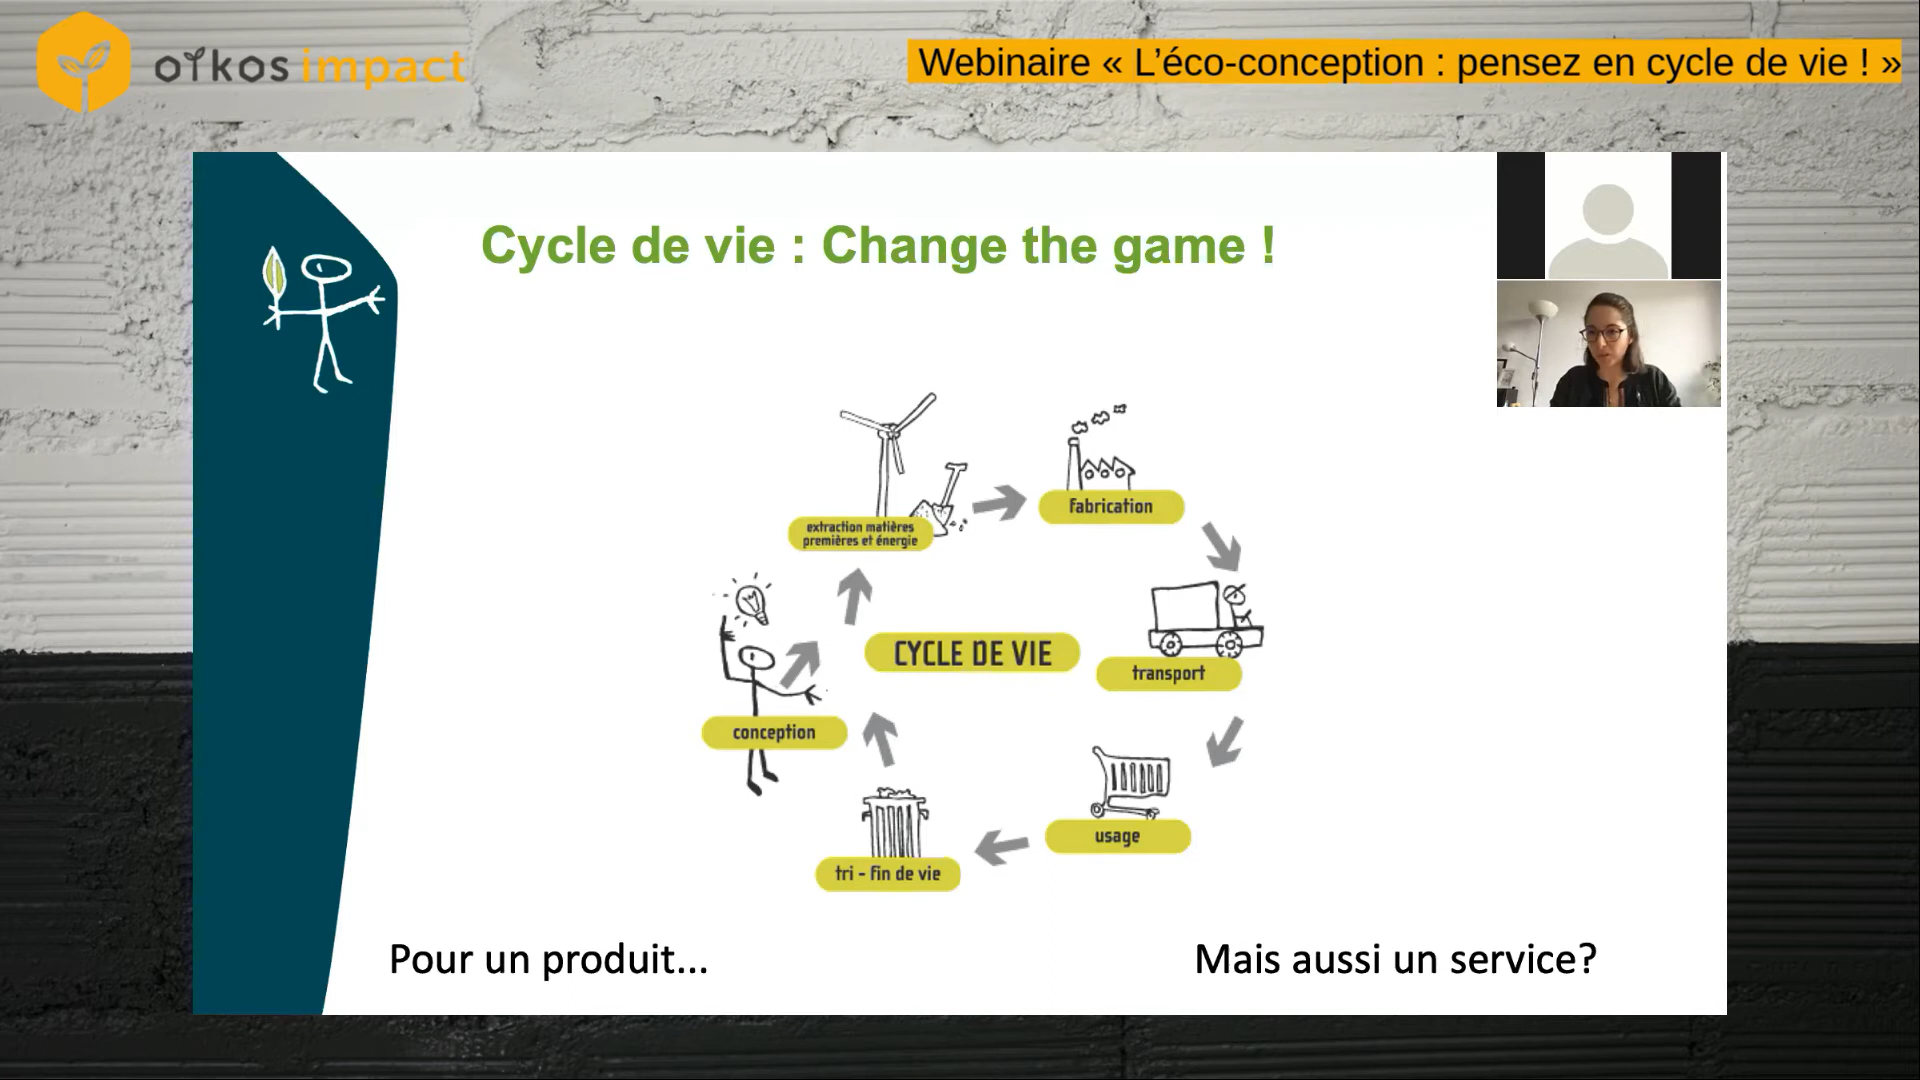 oikos impact
Webinaire « L’éco-conception : pensez en cycle de vie ! »
Cycle de vie : Change the game !
extraction matières
premières et énergie
fabrication
CYCLE DE VIE
transport
conception
usage
tri - fin de vie
Pour un produit...
Mais aussi un service?